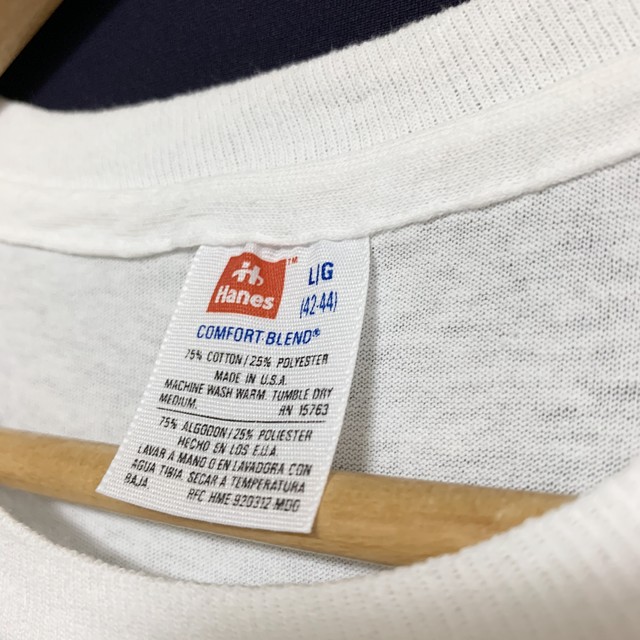 Hanes™
L|G
(42-44)
COMFORT BLEND®
75% COTTON / 25% POLYESTER
MADE IN U.S.A.
MACHINE WASH WARM. TUMBLE DRY
MEDIUM. RN 15763
75% ALGODON / 25% POLIESTER
HECHO EN LOS E.U.A.
LAVAR A MANO O EN LAVADORA CON
AGUA TIBIA. SECAR A TEMPERATURA
BAJA RFC HME 920312-MD0